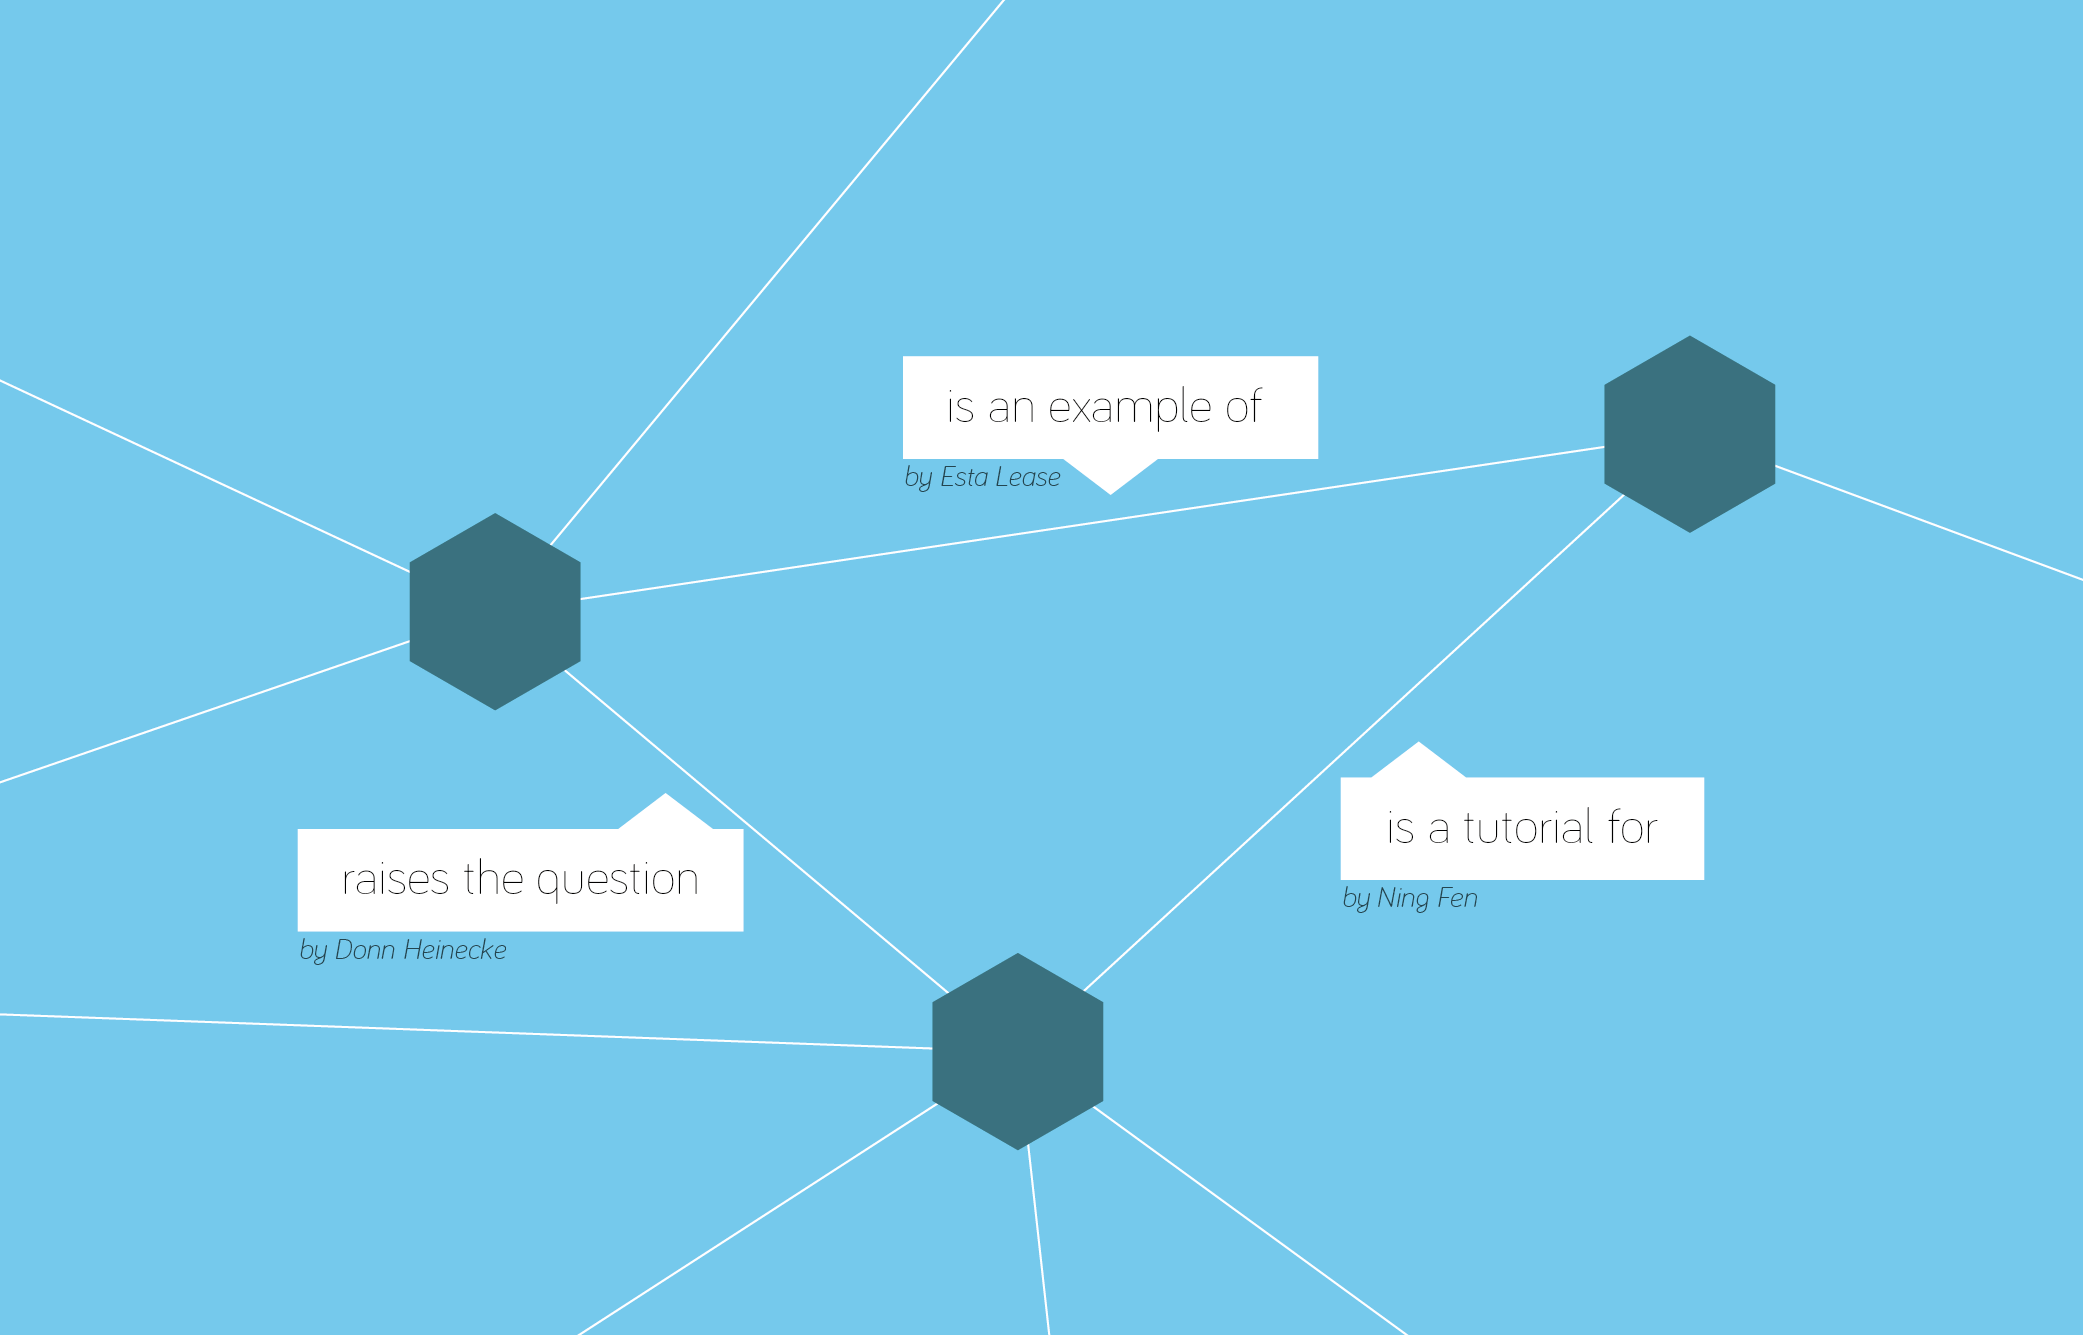 is an example of
by Esta Lease
is a tutorial for
by Ning Fen
raises the question
by Donn Heinecke